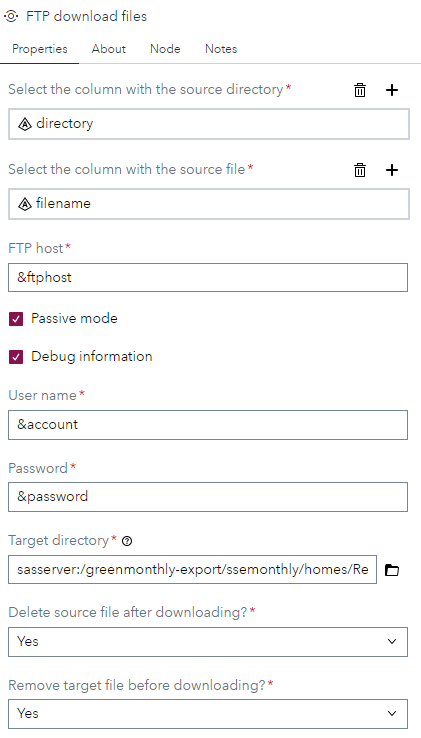 FTP download files
Properties About Node Notes
Select the column with the source directory*
directory
Select the column with the source file*
filename
FTP host*
&ftphost
Passive mode
Debug information
User name*
&account
Password*
&password
Target directory*
sasserver:/greenmonthly-export/ssemonthly/homes/Re
Delete source file after downloading?*
Yes
Remove target file before downloading?*
Yes